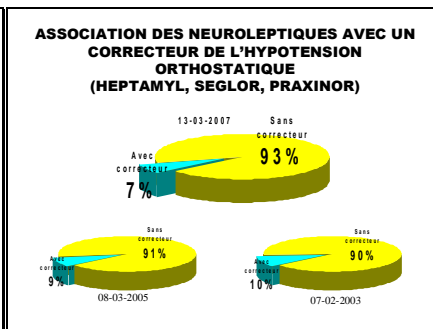 ASSOCIATION DES NEUROLEPTIQUES AVEC UN
CORRECTEUR DE L'HYPOTENSION
ORTHOSTATIQUE
(HEPTAMYL, SEGLOR, PRAXINOR)
13-03-2007
Sans
correcteur
93%
Avec
correcteur
7%
Sans
correcteur
91%
Avec
correcteur
9%
08-03-2005
Sans
correcteur
90%
Avec
correcteur
10%
07-02-2003